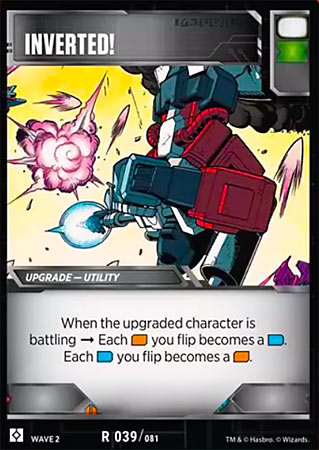 INVERTED!
UPGRADE — UTILITY
When the upgraded character is
battling → Each you flip becomes a .
Each you flip becomes a .
WAVE 2
R 039/081
TM & © Hasbro. © Wizards.